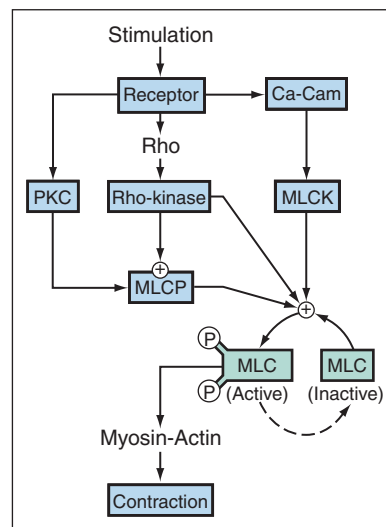 Stimulation
Receptor
Ca-Cam
Rho
PKC
Rho-kinase
MLCK
+
MLCP
+
P
MLC
MLC
P
(Active)
(Inactive)
Myosin-Actin
Contraction